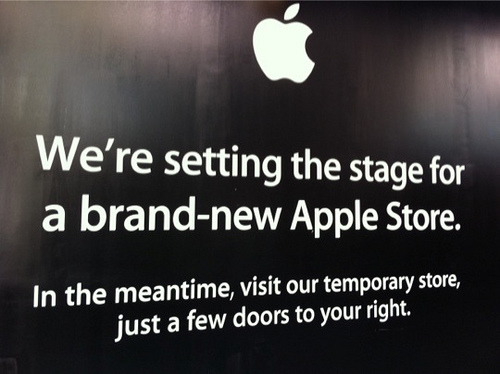 We're setting the stage for
a brand-new Apple Store.
In the meantime, visit our temporary store,
just a few doors to your right.